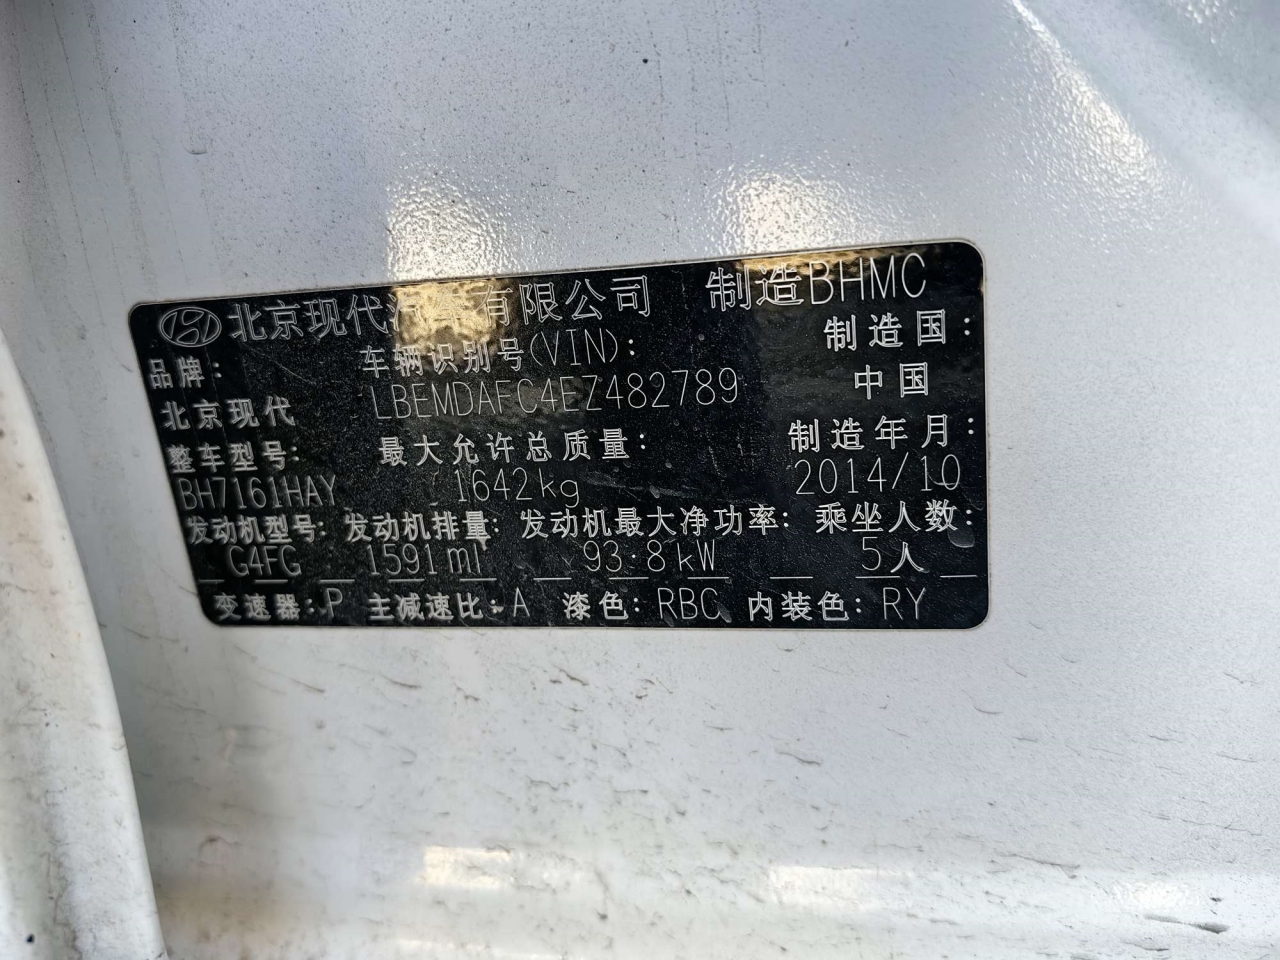 北京现代汽车有限公司 制造BHMC
品牌: 车辆识别号(VIN): 制造国:
北京现代 LBEMDAFC4EZ482789 中国
整车型号: 最大允许总质量: 制造年月:
BH7161HAY 1642kg 2014/10
发动机型号: 发动机排量: 发动机最大净功率: 乘坐人数:
G4FC 1591ml 93.8kW 5人
变速器:P 主减速比:A 漆色:RBC 内装色:RY